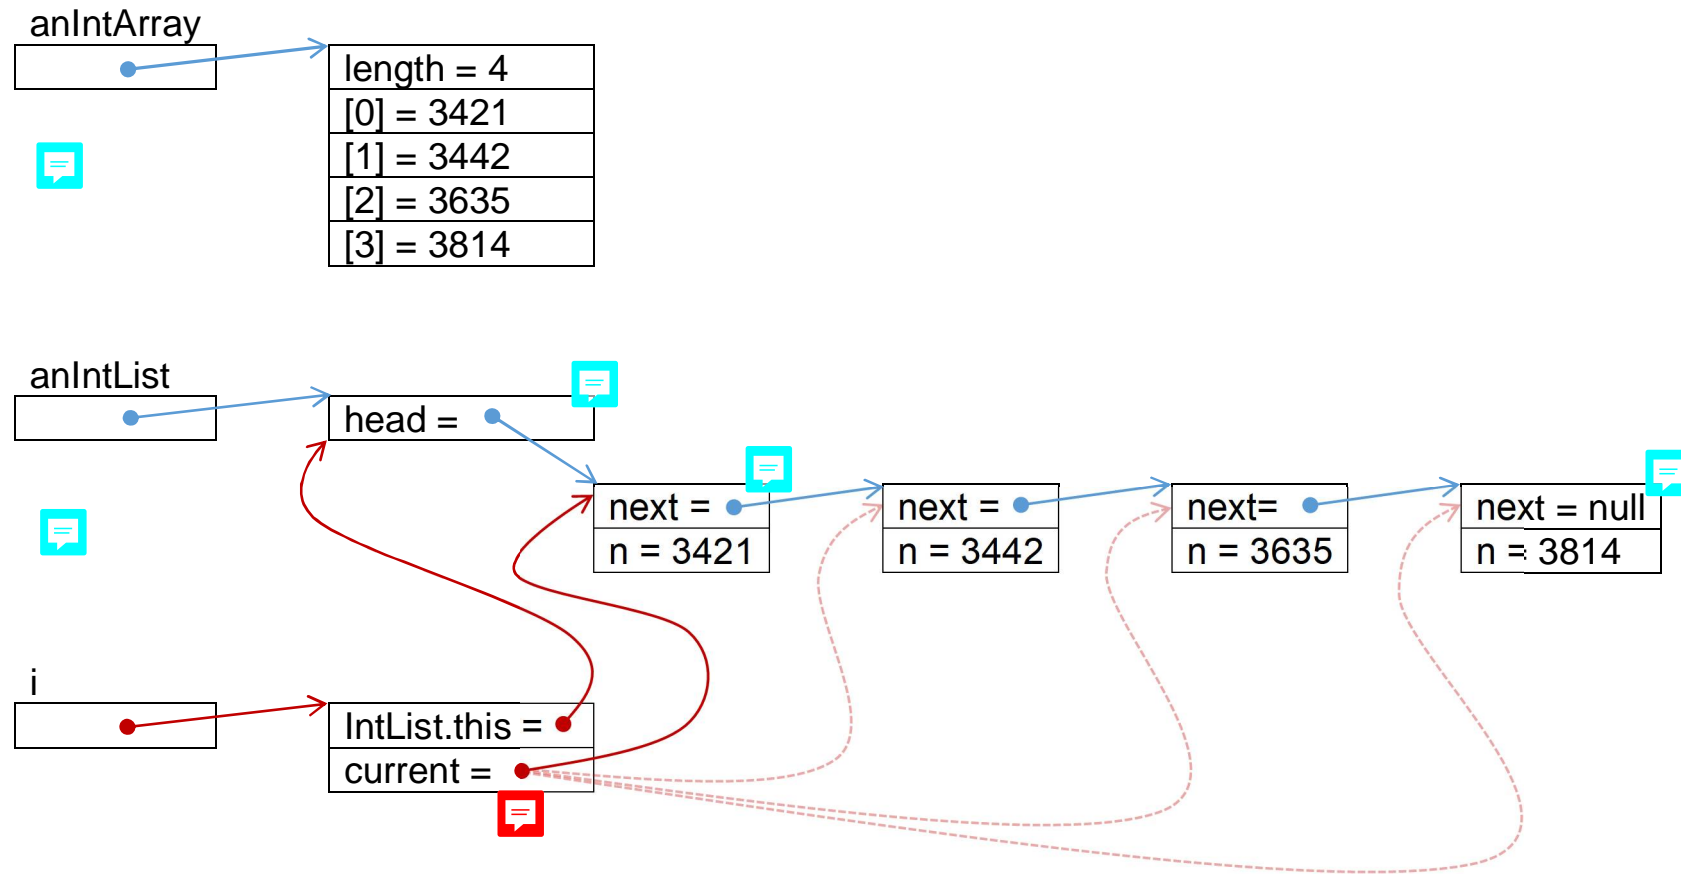 anIntArray
length = 4
[0] = 3421
[1] = 3442
[2] = 3635
[3] = 3814
anIntList
head =
next =
next =
next=
next = null
n = 3421
n = 3442
n = 3635
n = 3814
i
IntList.this =
current =